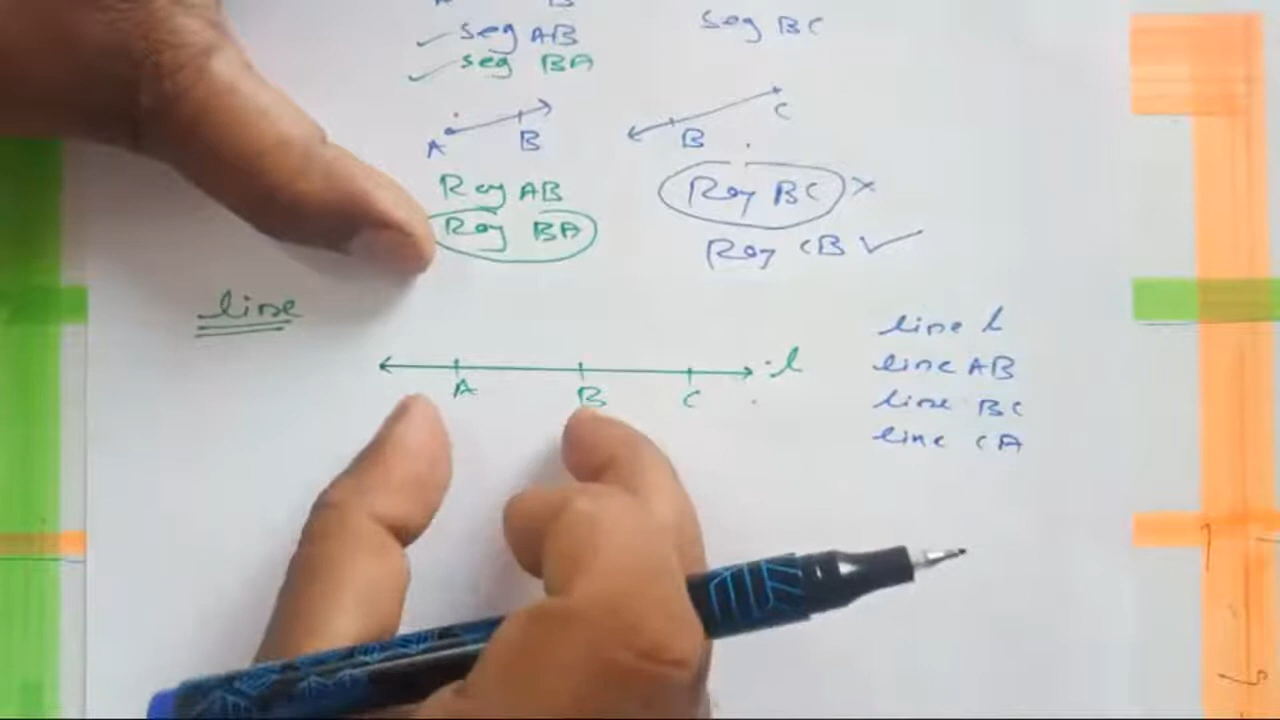 seg AB
seg BA
seg BC
A B
B C
Ray AB
Ray BA
Ray BC ×
Ray CB ✓
line
A B C l
line l
line AB
line BC
line CA